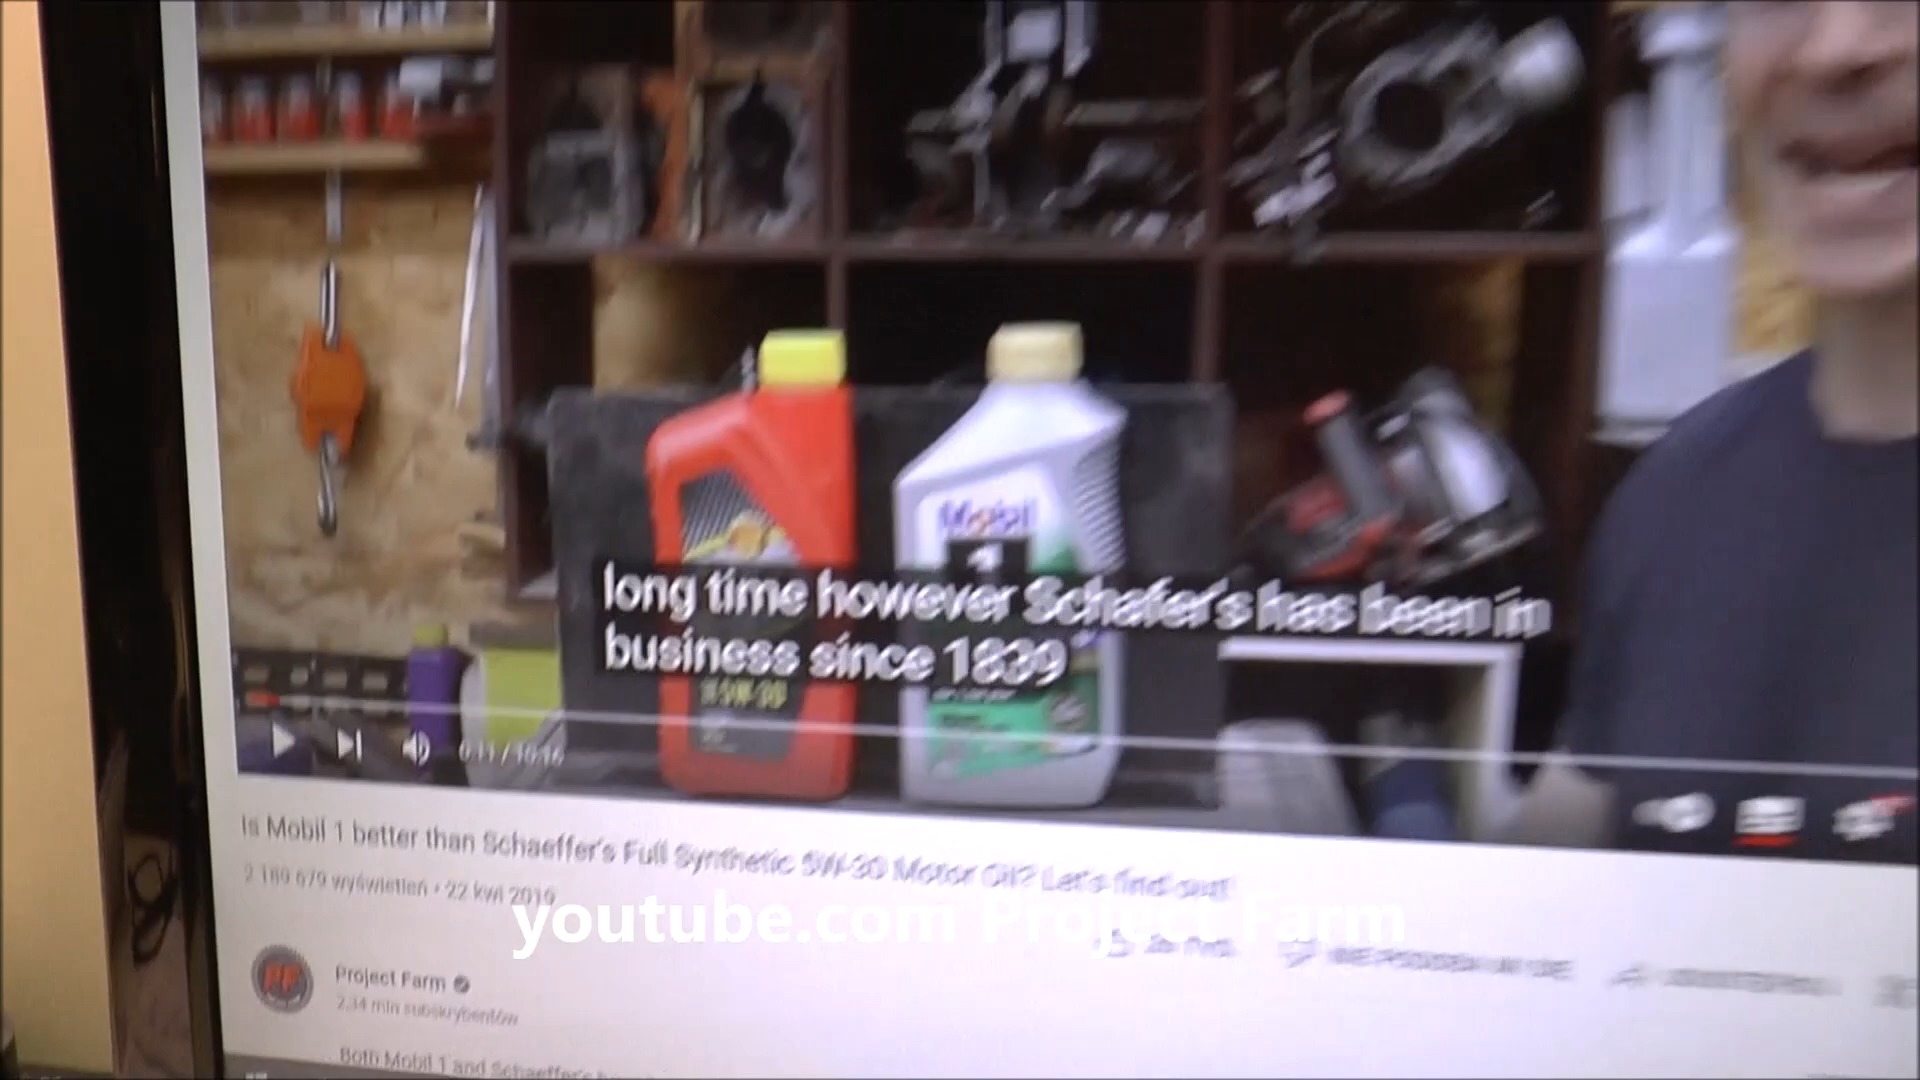 Mobil
1
long time however Schafer's has been in
business since 1839
5W-30
0:11 / 10:16
Is Mobil 1 better than Schaeffer's Full Synthetic 5W-30 Motor Oil? Let's find out!
2 189 679 wyświetleń • 22 kwi 2019
youtube.com Project Farm
PF
Project Farm
2,34 mln subskrybentów
Both Mobil 1 and Schaeffer's